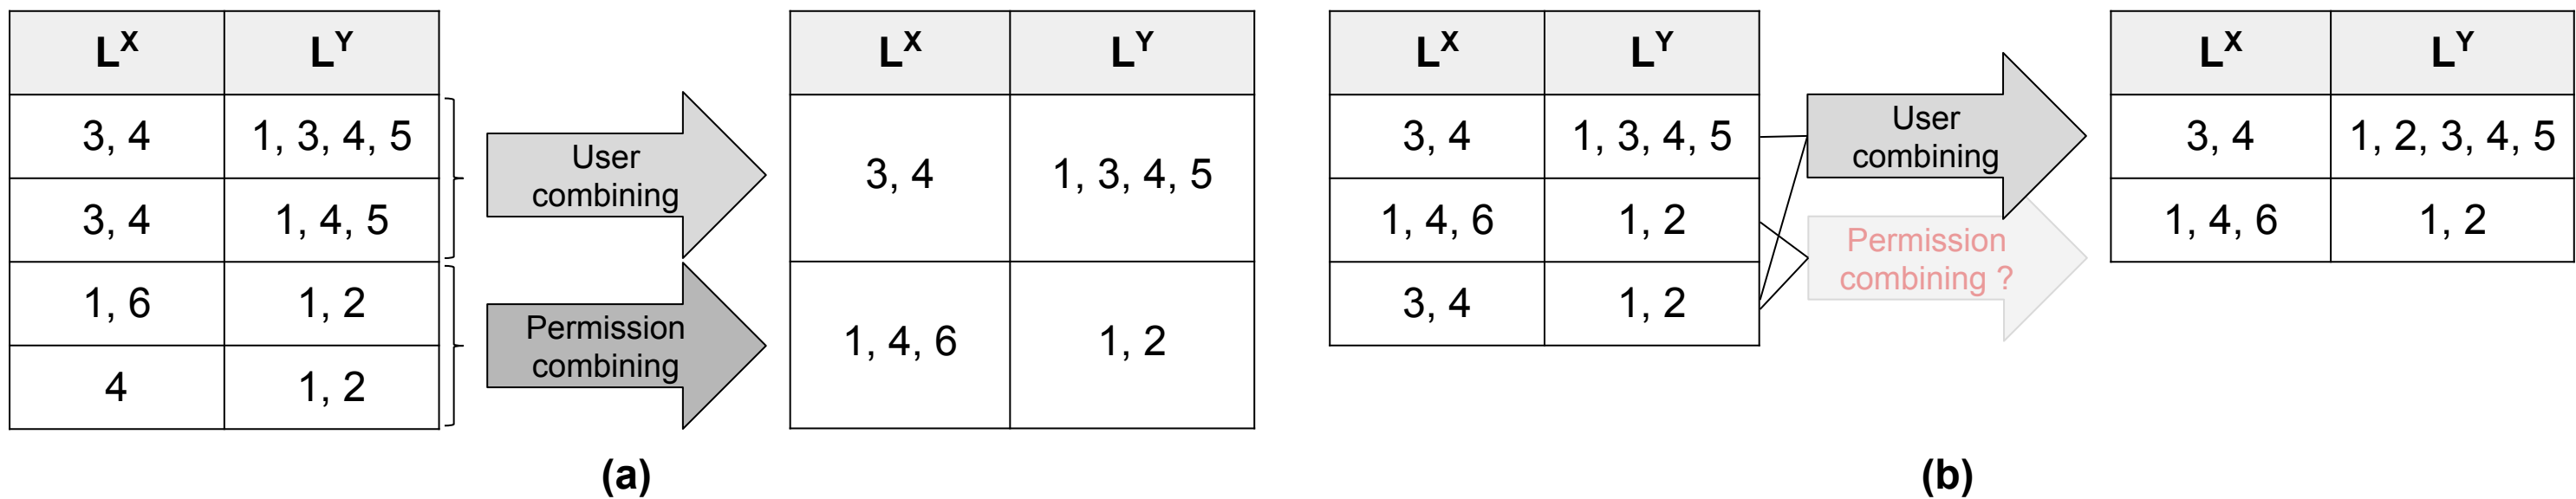 L^X L^Y
3, 4 1, 3, 4, 5
3, 4 1, 4, 5
1, 6 1, 2
4 1, 2
User
combining
Permission
combining
L^X L^Y
3, 4 1, 3, 4, 5
1, 4, 6 1, 2
(a)
L^X L^Y
3, 4 1, 3, 4, 5
1, 4, 6 1, 2
3, 4 1, 2
User
combining
Permission
combining ?
L^X L^Y
3, 4 1, 2, 3, 4, 5
1, 4, 6 1, 2
(b)